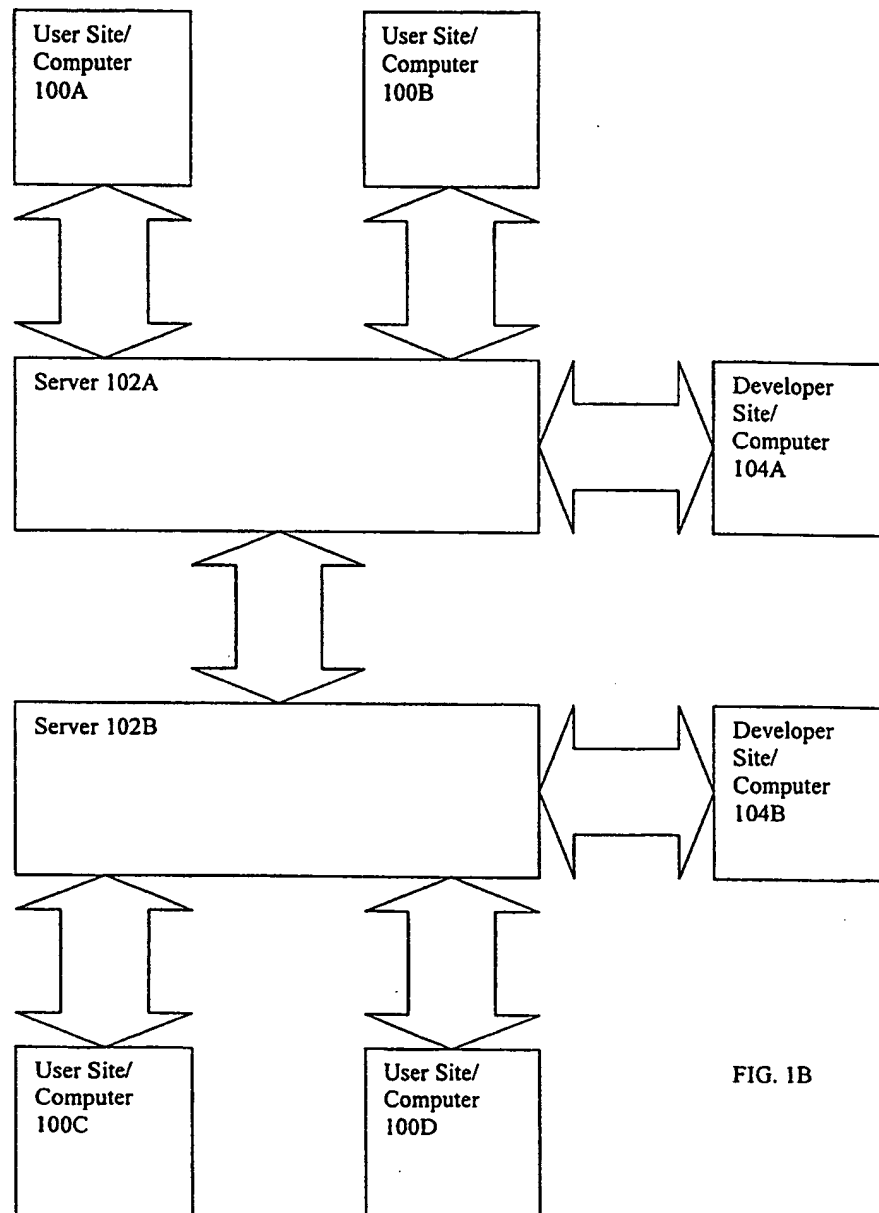 User Site/
Computer
100A
User Site/
Computer
100B
Server 102A
Developer
Site/
Computer
104A
Server 102B
Developer
Site/
Computer
104B
User Site/
Computer
100C
User Site/
Computer
100D
FIG. 1B